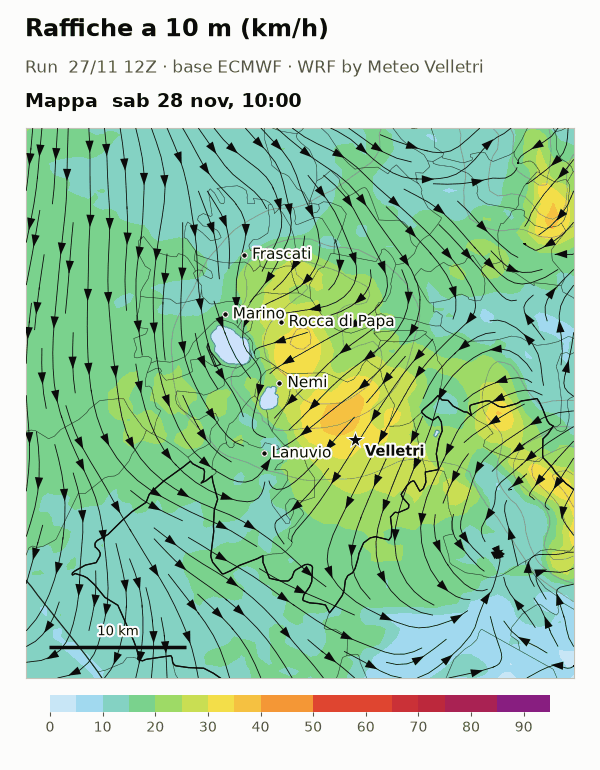 Raffiche a 10 m (km/h)
Run 27/11 12Z · base ECMWF · WRF by Meteo Velletri
Mappa sab 28 nov, 10:00
Frascati
Marino
Rocca di Papa
Nemi
Velletri
Lanuvio
10 km
0 10 20 30 40 50 60 70 80 90